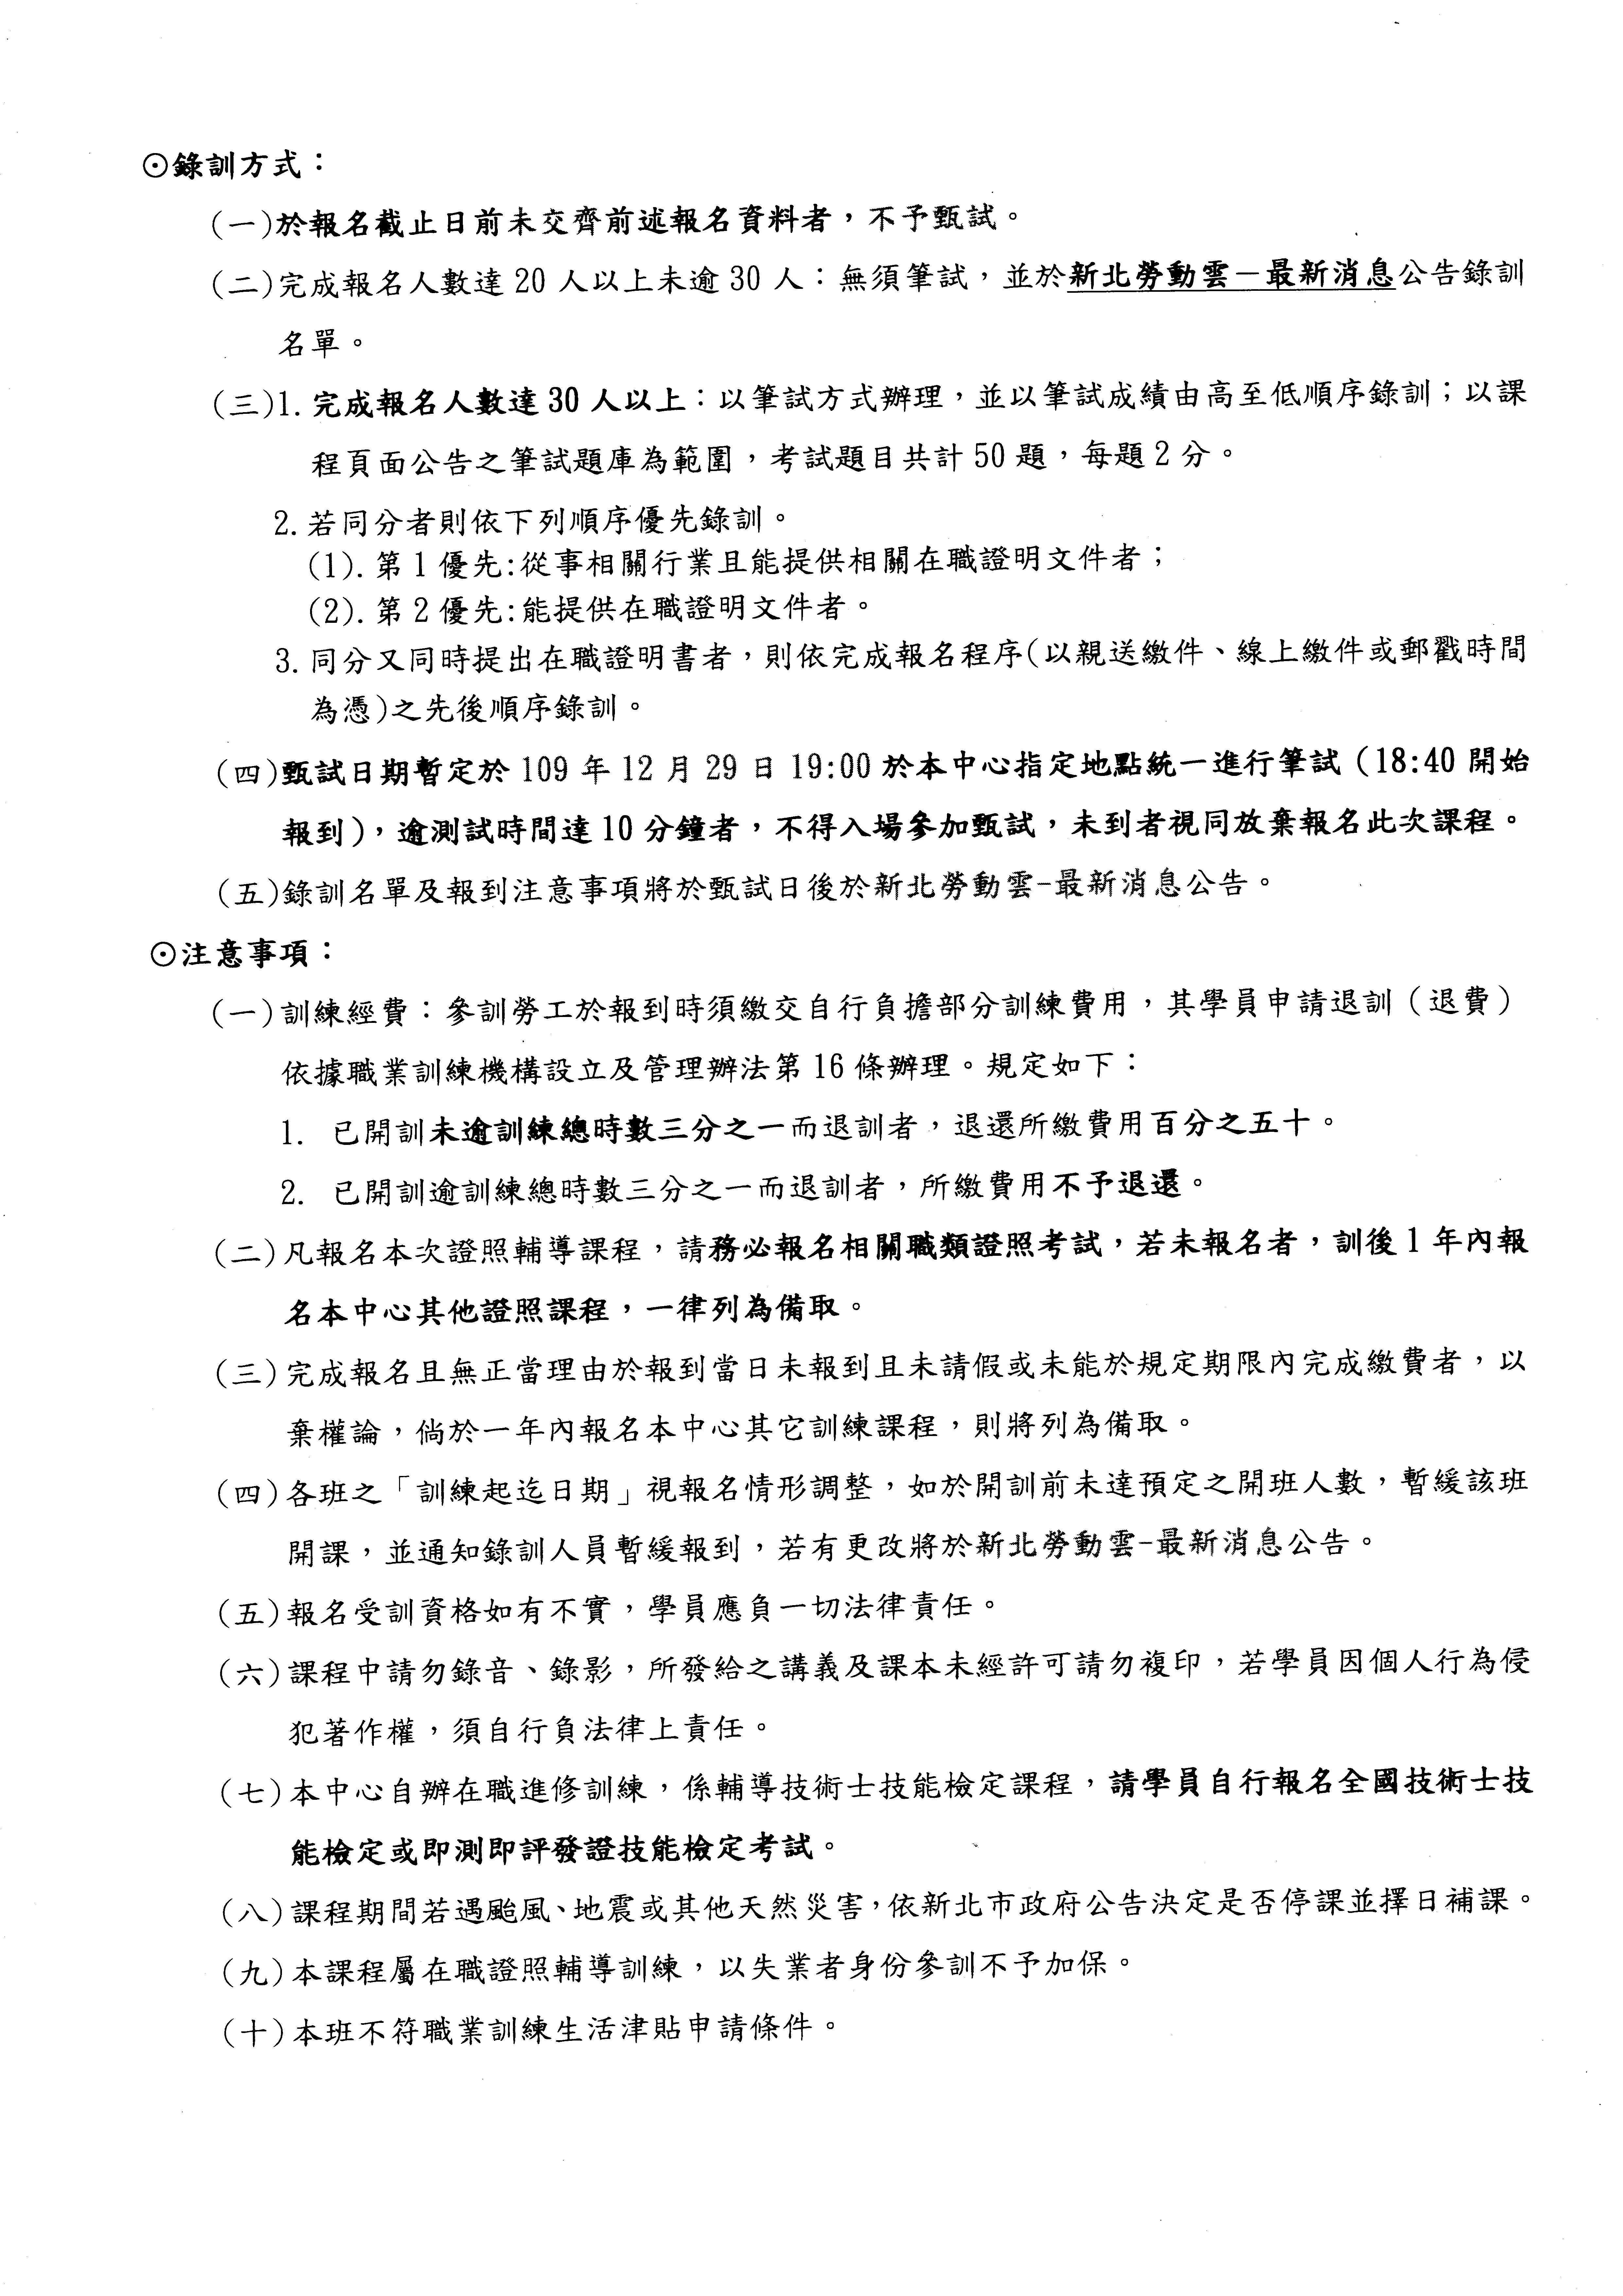 ⊙錄訓方式：
(一)於報名截止日前未交齊前述報名資料者，不予甄試。
(二)完成報名人數達 20 人以上未逾 30 人：無須筆試，並於新北勞動雲－最新消息公告錄訓
名單。
(三)1. 完成報名人數達 30 人以上：以筆試方式辦理，並以筆試成績由高至低順序錄訓；以課
程頁面公告之筆試題庫為範圍，考試題目共計 50 題，每題 2 分。
2. 若同分者則依下列順序優先錄訓。
(1). 第 1 優先:從事相關行業且能提供相關在職證明文件者；
(2). 第 2 優先:能提供在職證明文件者。
3. 同分又同時提出在職證明書者，則依完成報名程序(以親送繳件、線上繳件或郵戳時間
為憑)之先後順序錄訓。
(四)甄試日期暫定於 109 年 12 月 29 日 19:00 於本中心指定地點統一進行筆試（18:40 開始
報到），逾測試時間達 10 分鐘者，不得入場參加甄試，未到者視同放棄報名此次課程。
(五)錄訓名單及報到注意事項將於甄試日後於新北勞動雲-最新消息公告。
⊙注意事項：
(一)訓練經費：參訓勞工於報到時須繳交自行負擔部分訓練費用，其學員申請退訓（退費）
依據職業訓練機構設立及管理辦法第 16 條辦理。規定如下：
1. 已開訓未逾訓練總時數三分之一而退訓者，退還所繳費用百分之五十。
2. 已開訓逾訓練總時數三分之一而退訓者，所繳費用不予退還。
(二)凡報名本次證照輔導課程，請務必報名相關職類證照考試，若未報名者，訓後 1 年內報
名本中心其他證照課程，一律列為備取。
(三)完成報名且無正當理由於報到當日未報到且未請假或未能於規定期限內完成繳費者，以
棄權論，倘於一年內報名本中心其它訓練課程，則將列為備取。
(四)各班之「訓練起迄日期」視報名情形調整，如於開訓前未達預定之開班人數，暫緩該班
開課，並通知錄訓人員暫緩報到，若有更改將於新北勞動雲-最新消息公告。
(五)報名受訓資格如有不實，學員應負一切法律責任。
(六)課程中請勿錄音、錄影，所發給之講義及課本未經許可請勿複印，若學員因個人行為侵
犯著作權，須自行負法律上責任。
(七)本中心自辦在職進修訓練，係輔導技術士技能檢定課程，請學員自行報名全國技術士技
能檢定或即測即評發證技能檢定考試。
(八)課程期間若遇颱風、地震或其他天然災害，依新北市政府公告決定是否停課並擇日補課。
(九)本課程屬在職證照輔導訓練，以失業者身份參訓不予加保。
(十)本班不符職業訓練生活津貼申請條件。